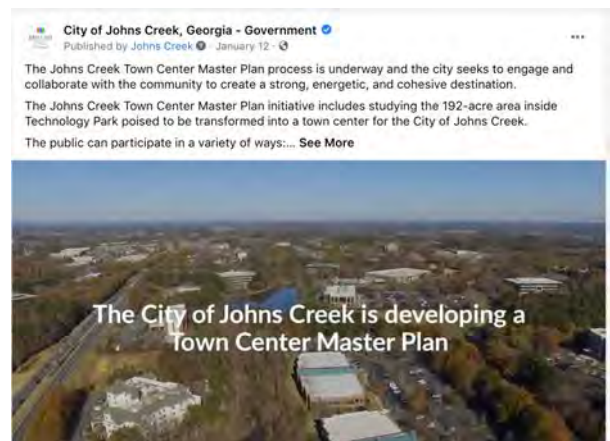 City of Johns Creek, Georgia - Government
Published by Johns Creek · January 12 ·
The Johns Creek Town Center Master Plan process is underway and the city seeks to engage and
collaborate with the community to create a strong, energetic, and cohesive destination.
The Johns Creek Town Center Master Plan initiative includes studying the 192-acre area inside
Technology Park poised to be transformed into a town center for the City of Johns Creek.
The public can participate in a variety of ways:... See More
The City of Johns Creek is developing a
Town Center Master Plan